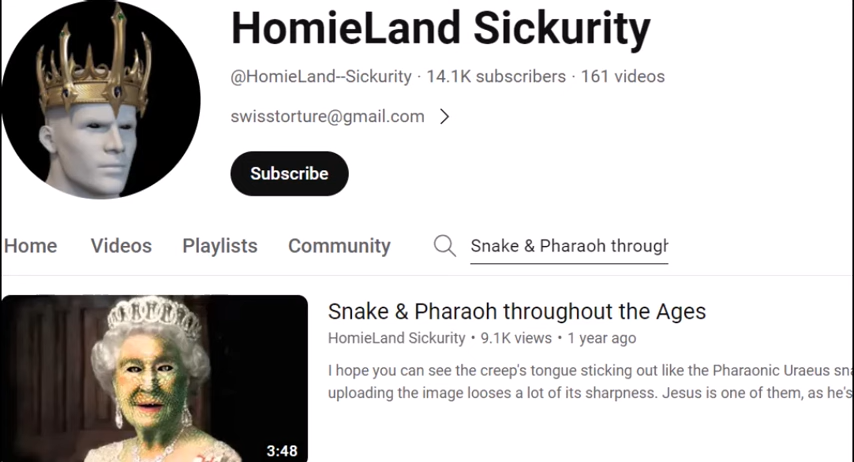 HomieLand Sickurity
@HomieLand--Sickurity · 14.1K subscribers · 161 videos
swisstorture@gmail.com
Subscribe
Home Videos Playlists Community Snake & Pharaoh through
Snake & Pharaoh throughout the Ages
HomieLand Sickurity • 9.1K views • 1 year ago
I hope you can see the creep's tongue sticking out like the Pharaonic Uraeus sna
uploading the image looses a lot of its sharpness. Jesus is one of them, as he's
3:48